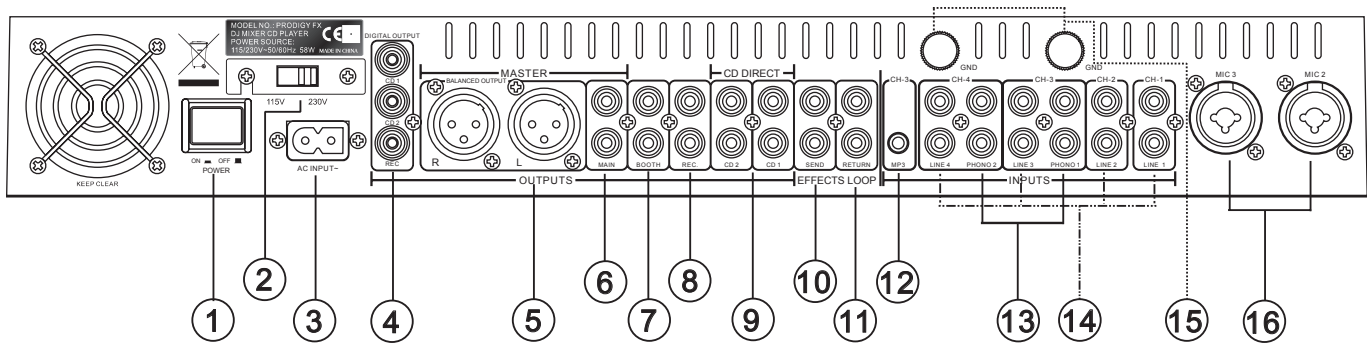 MODEL NO.: PRODIGY FX
DJ MIXER CD PLAYER
POWER SOURCE:
115/230V~50/60Hz 58W MADE IN CHINA
CE
115V 230V
ON OFF
POWER
AC INPUT~
KEEP CLEAR
DIGITAL OUTPUT
CD 1
CD 2
REC
MASTER
BALANCED OUTPUT
R L
MAIN
BOOTH
REC.
CD DIRECT
CD 2 CD 1
OUTPUTS
SEND RETURN
EFFECTS LOOP
CH-3
MP3
GND GND
CH-4 CH-3 CH-2 CH-1
LINE 4 PHONO 2 LINE 3 PHONO 1 LINE 2 LINE 1
INPUTS
MIC 3 MIC 2
1 2 3 4 5 6 7 8 9 10 11 12 13 14 15 16